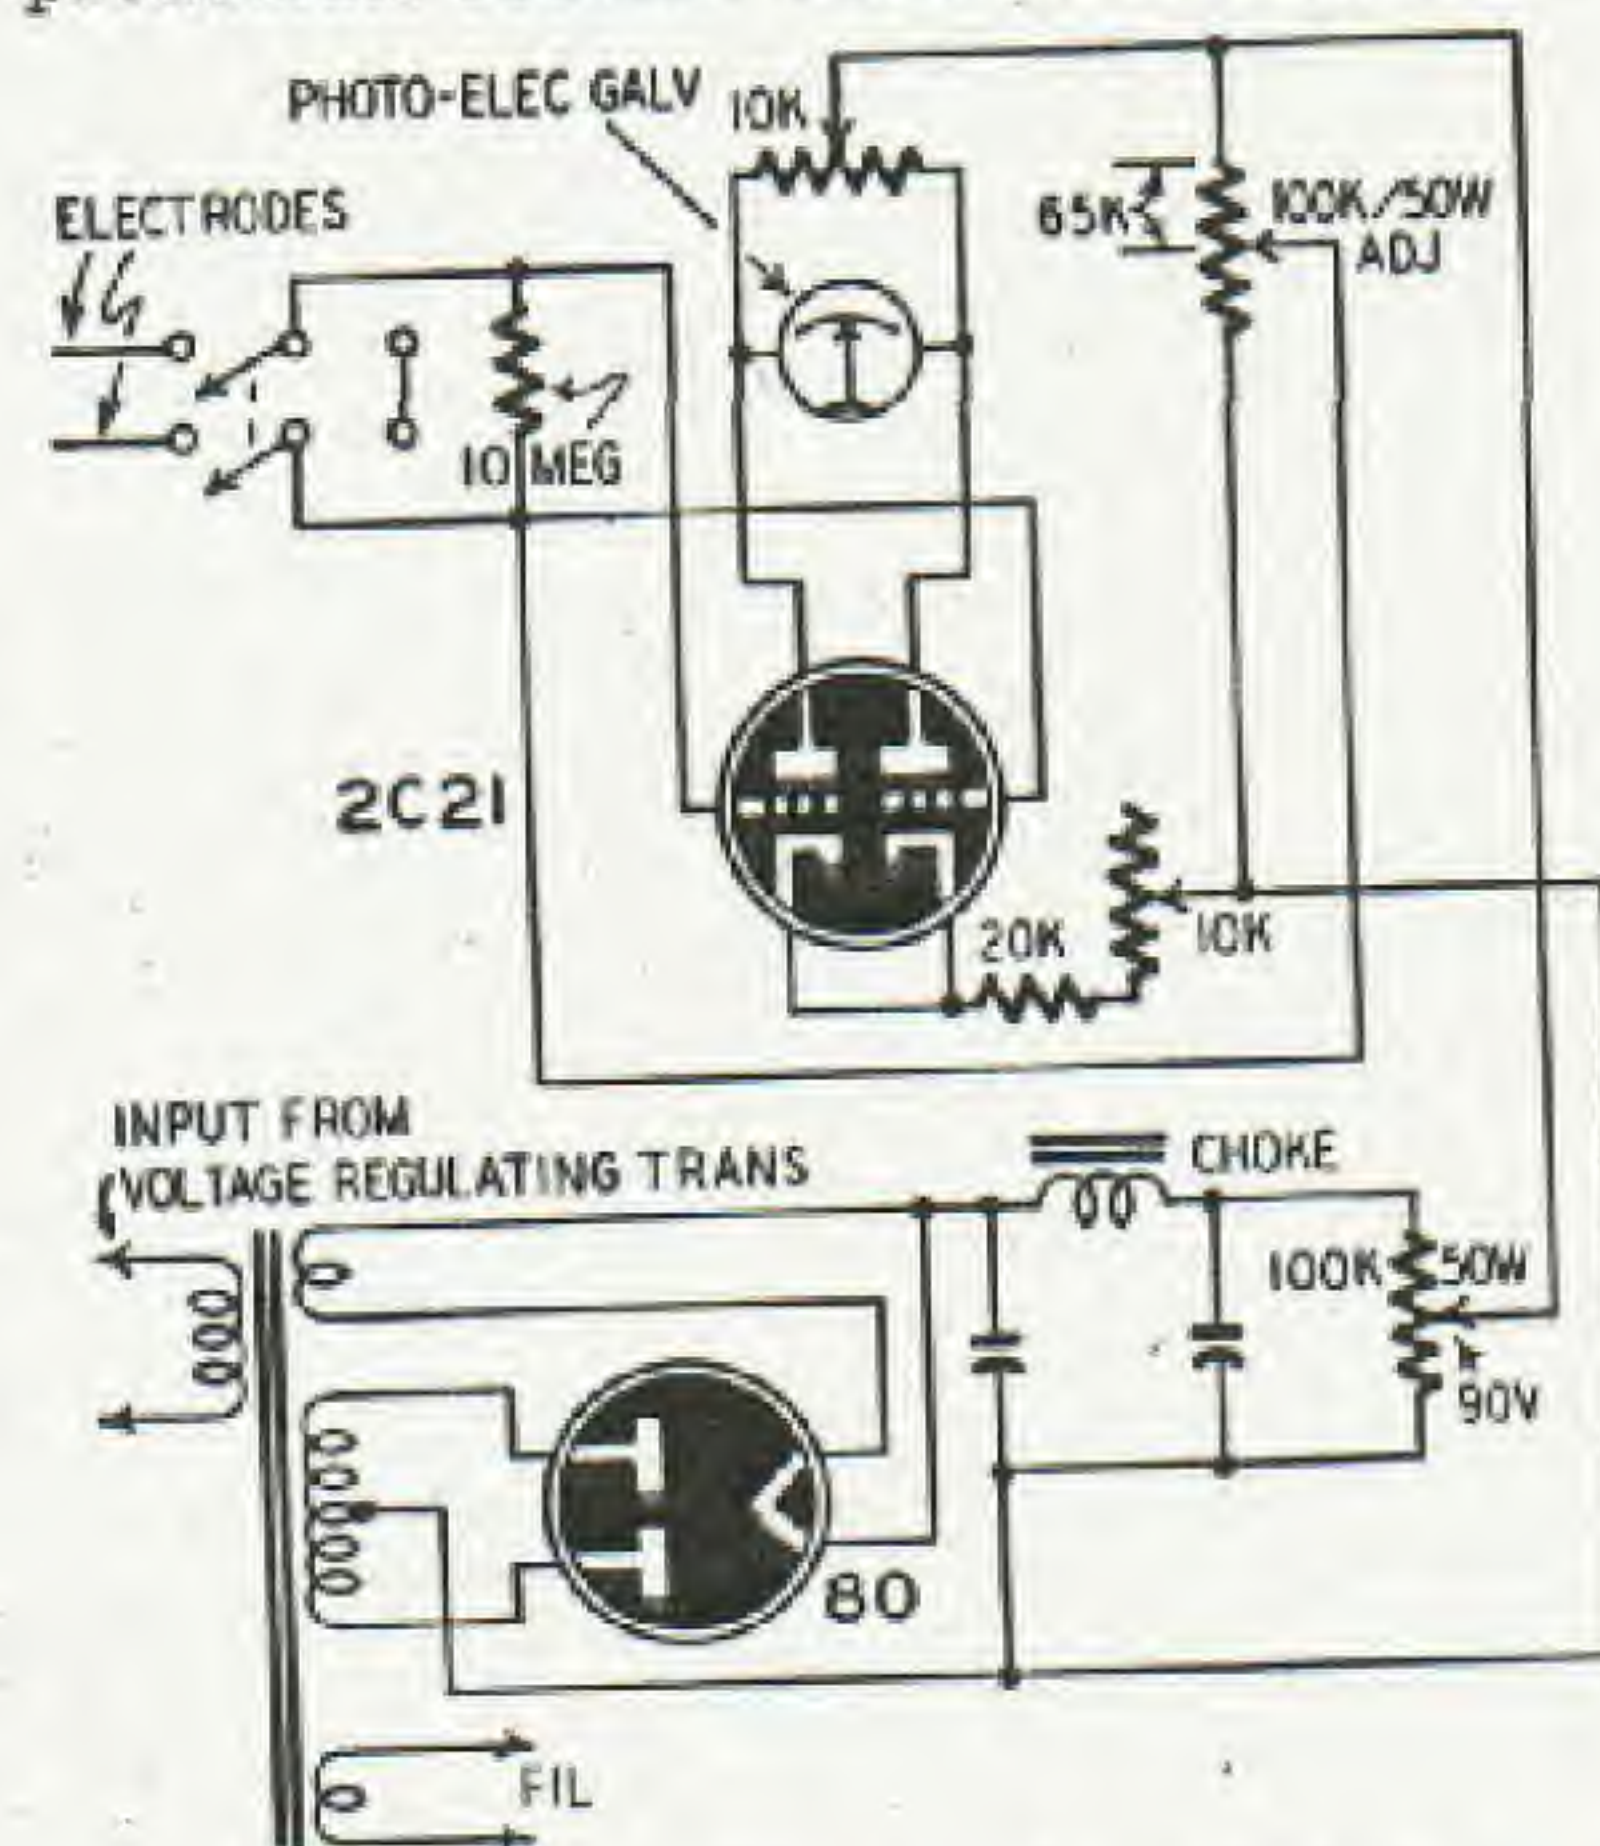 PHOTO-ELEC GALV
10K
ELECTRODES
65K
100K/50W
ADJ
10 MEG
2C21
20K
10K
INPUT FROM
VOLTAGE REGULATING TRANS
CHOKE
100K
50W
90V
80
FIL